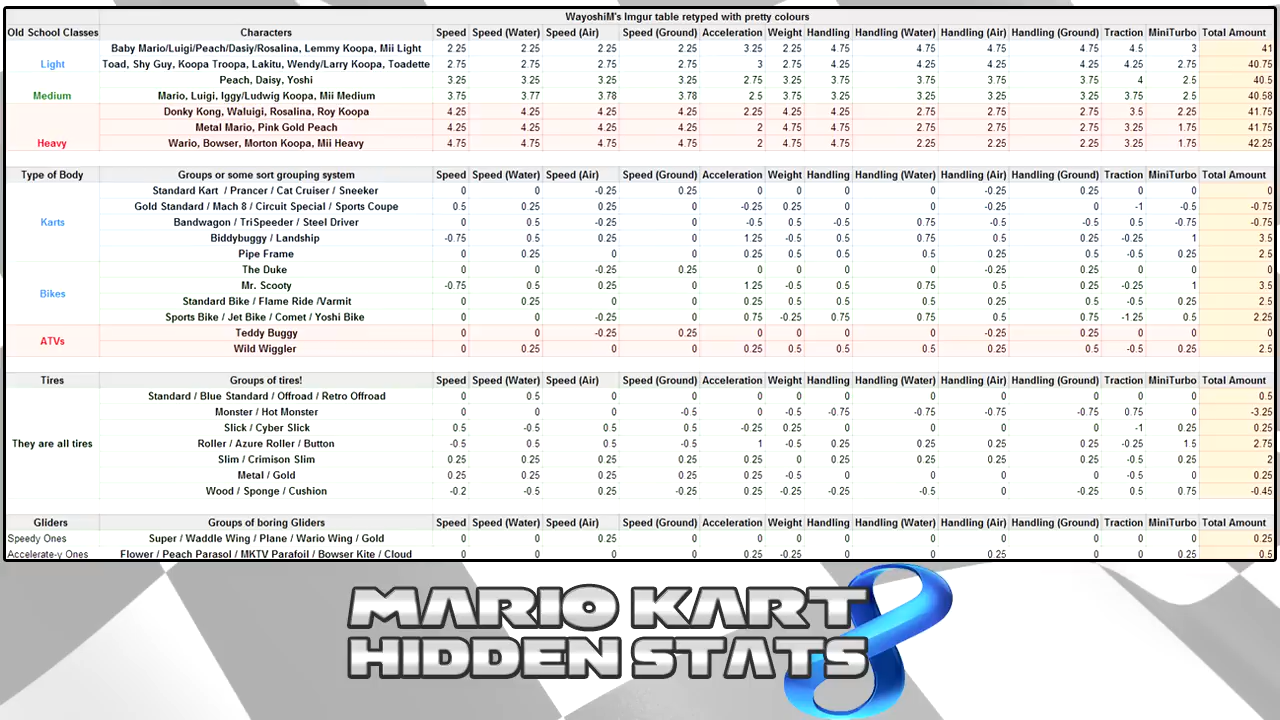 WayoshiM's Imgur table retyped with pretty colours
Old School Classes Characters Speed Speed (Water) Speed (Air) Speed (Ground) Acceleration Weight Handling Handling (Water) Handling (Air) Handling (Ground) Traction MiniTurbo Total Amount
Baby Mario/Luigi/Peach/Dasiy/Rosalina, Lemmy Koopa, Mii Light 2.25 2.25 2.25 2.25 3.25 2.25 4.75 4.75 4.75 4.75 4.5 3 41
Light Toad, Shy Guy, Koopa Troopa, Lakitu, Wendy/Larry Koopa, Toadette 2.75 2.75 2.75 2.75 3 2.75 4.25 4.25 4.25 4.25 4.25 2.75 40.75
Peach, Daisy, Yoshi 3.25 3.25 3.25 3.25 2.75 3.25 3.75 3.75 3.75 3.75 4 2.5 40.5
Medium Mario, Luigi, Iggy/Ludwig Koopa, Mii Medium 3.75 3.77 3.78 3.78 2.5 3.75 3.25 3.25 3.25 3.25 3.75 2.5 40.58
Donky Kong, Waluigi, Rosalina, Roy Koopa 4.25 4.25 4.25 4.25 2.25 4.25 4.25 3.25 2.75 3.25 3.5 2.25 41.75
Metal Mario, Pink Gold Peach 4.25 4.25 4.25 4.25 2 4.75 4.75 2.75 2.75 2.75 3.25 1.75 41.75
Heavy Wario, Bowser, Morton Koopa, Mii Heavy 4.75 4.75 4.75 4.75 2 4.75 4.75 2.25 2.25 2.75 3.25 1.75 42.25
Type of Body Groups or some sort grouping system Speed Speed (Water) Speed (Air) Speed (Ground) Acceleration Weight Handling Handling (Water) Handling (Air) Handling (Ground) Traction MiniTurbo Total Amount
Standard Kart / Prancer / Cat Cruiser / Sneeker 0 0 -0.25 0.25 0 0 0 0 -0.25 0.25 0 0 0
Gold Standard / Mach 8 / Circuit Special / Sports Coupe 0.5 0.25 0.25 0 -0.25 0.25 0 0 -0.25 0 -1 -0.5 -0.75
Karts Bandwagon / TriSpeeder / Steel Driver 0 0.5 -0.25 0 -0.5 0.5 -0.5 0.75 -0.5 -0.5 0.5 -0.75 -0.75
Biddybuggy / Landship -0.75 0.5 0.25 0 1.25 -0.5 0.5 0.75 0.5 0.25 -0.25 1 3.5
Pipe Frame 0 0.25 0 0 0.25 0.5 0.5 0.5 0.25 0.5 -0.5 0.25 2.5
The Duke 0 0 -0.25 0.25 0 0 0 0 -0.25 0.25 0 0 0
Bikes Mr. Scooty -0.75 0.5 0.25 0 1.25 -0.5 0.5 0.75 0.5 0.25 -0.25 1 3.5
Standard Bike / Flame Ride /Varmit 0 0.25 0 0 0.25 0.5 0.5 0.5 0.25 0.5 -0.5 0.25 2.5
Sports Bike / Jet Bike / Comet / Yoshi Bike 0 0 -0.25 0 0.75 -0.25 0.75 0.75 0.5 0.75 -1.25 0.5 2.25
ATVs Teddy Buggy 0 0 -0.25 0.25 0 0 0 0 -0.25 0.25 0 0 0
Wild Wiggler 0 0.25 0 0 0.25 0.5 0.5 0.5 0.25 0.5 -0.5 0.25 2.5
Tires Groups of tires! Speed Speed (Water) Speed (Air) Speed (Ground) Acceleration Weight Handling Handling (Water) Handling (Air) Handling (Ground) Traction MiniTurbo Total Amount
Standard / Blue Standard / Offroad / Retro Offroad 0 0.5 0 0 0 0 0 0 0 0 0 0 0.5
Monster / Hot Monster 0 0 0 -0.5 0 -0.5 -0.75 -0.75 -0.75 -0.75 0.75 0 -3.25
Slick / Cyber Slick 0.5 -0.5 0.5 0.5 -0.25 0.25 0 0 0 0 -1 0.25 0.25
They are all tires Roller / Azure Roller / Button -0.5 0.5 0.5 -0.5 1 -0.5 0.25 0.25 0.25 0.25 -0.25 1.5 2.75
Slim / Crimison Slim 0.25 0.25 0.25 0.25 0.25 0 0.25 0.25 0.25 0.25 -0.5 0.25 2
Metal / Gold 0.25 0.25 0.25 0.25 0.25 -0.5 0 0 0 0 -0.5 0 0.25
Wood / Sponge / Cushion -0.2 -0.5 0.25 -0.25 0.25 -0.25 -0.25 -0.5 0 -0.25 0.5 0.75 -0.45
Gliders Groups of boring Gliders Speed Speed (Water) Speed (Air) Speed (Ground) Acceleration Weight Handling Handling (Water) Handling (Air) Handling (Ground) Traction MiniTurbo Total Amount
Speedy Ones Super / Waddle Wing / Plane / Wario Wing / Gold 0 0 0.25 0 0 0 0 0 0 0 0 0 0.25
Accelerate-y Ones Flower / Peach Parasol / MKTV Parafoil / Bowser Kite / Cloud 0 0 0 0 0.25 -0.25 0 0 0.25 0 0 0.25 0.5
MARIO KART 8
HIDDEN STATS